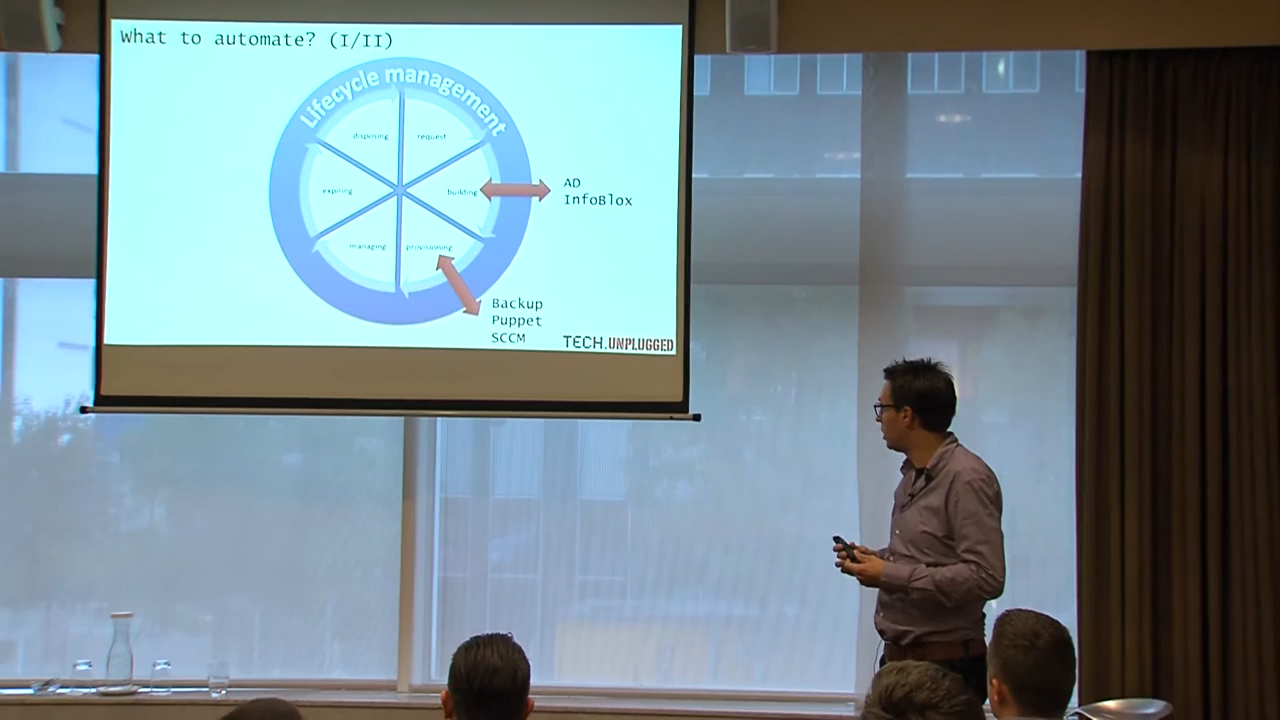 What to automate? (I/II)
Lifecycle management
disposing
request
expiring
building
managing
provisioning
AD
InfoBlox
Backup
Puppet
SCCM
TECH.UNPLUGGED